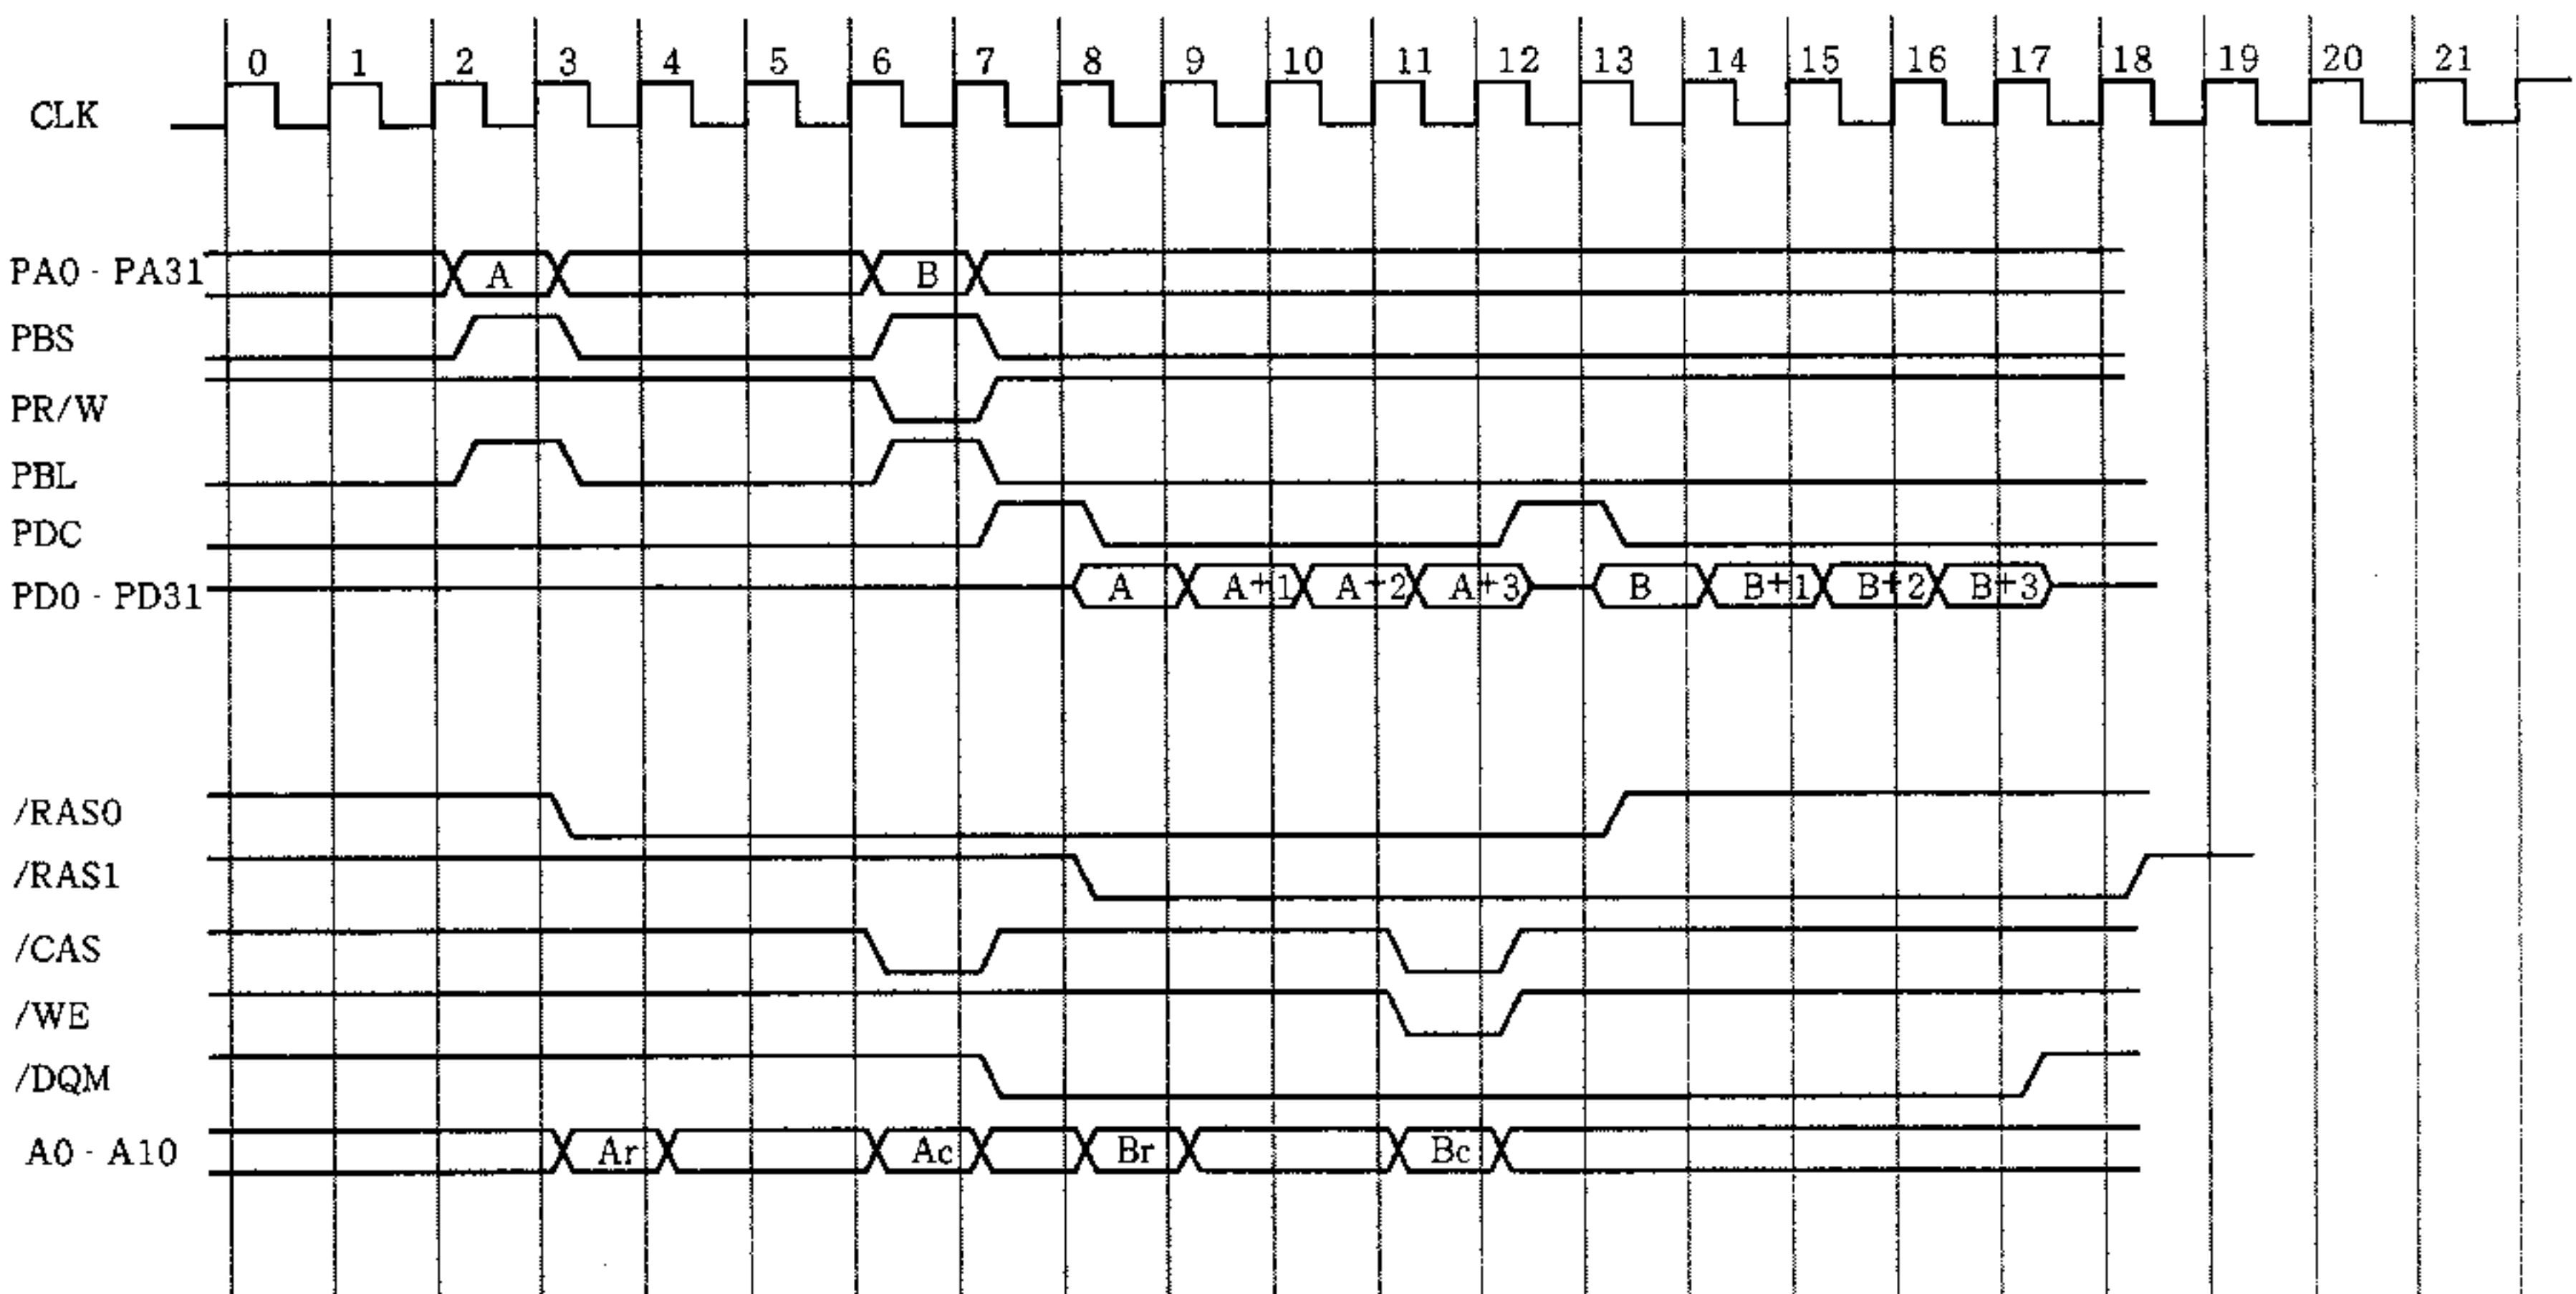 0 1 2 3 4 5 6 7 8 9 10 11 12 13 14 15 16 17 18 19 20 21
CLK
PA0 - PA31 A B
PBS
PR/W
PBL
PDC
PD0 - PD31 A A+1 A+2 A+3 B B+1 B+2 B+3
/RAS0
/RAS1
/CAS
/WE
/DQM
A0 - A10 Ar Ac Br Bc